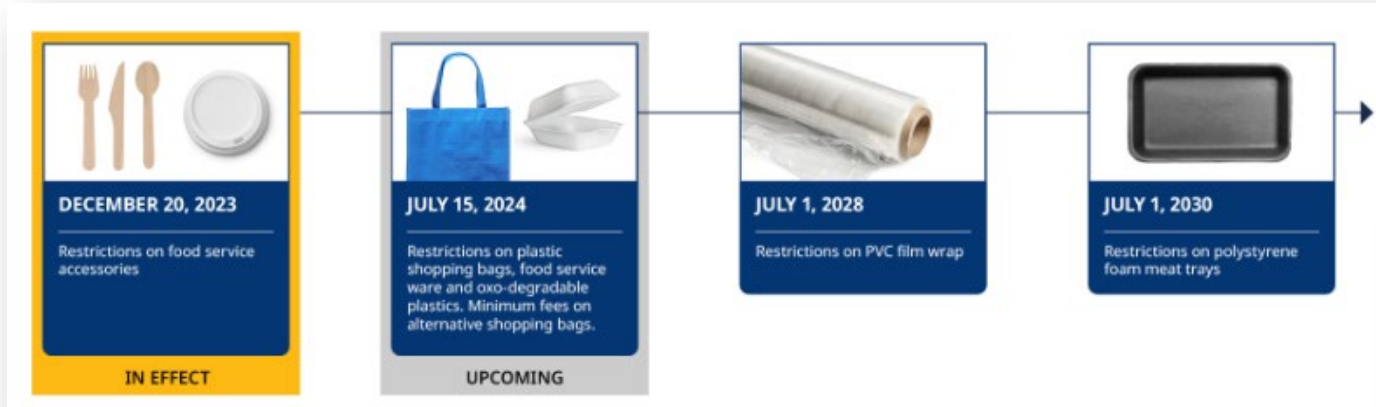 DECEMBER 20, 2023
Restrictions on food service
accessories
IN EFFECT
JULY 15, 2024
Restrictions on plastic
shopping bags, food service
ware and oxo-degradable
plastics. Minimum fees on
alternative shopping bags.
UPCOMING
JULY 1, 2028
Restrictions on PVC film wrap
JULY 1, 2030
Restrictions on polystyrene
foam meat trays